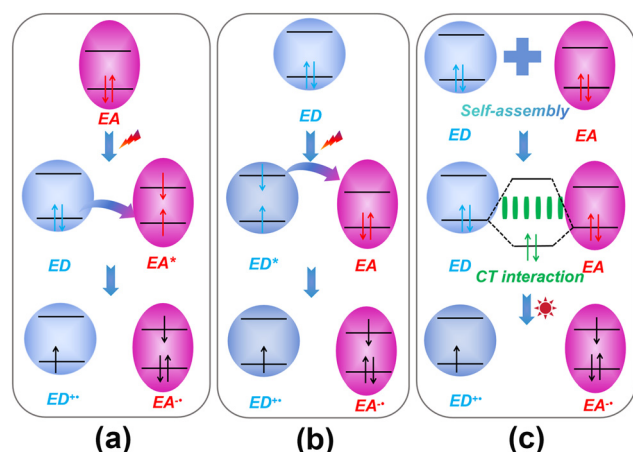 EA
ED
EA*
ED+•
EA-•
(a)
ED
ED*
EA
ED+•
EA-•
(b)
Self-assembly
ED
EA
ED
EA
CT interaction
ED+•
EA-•
(c)